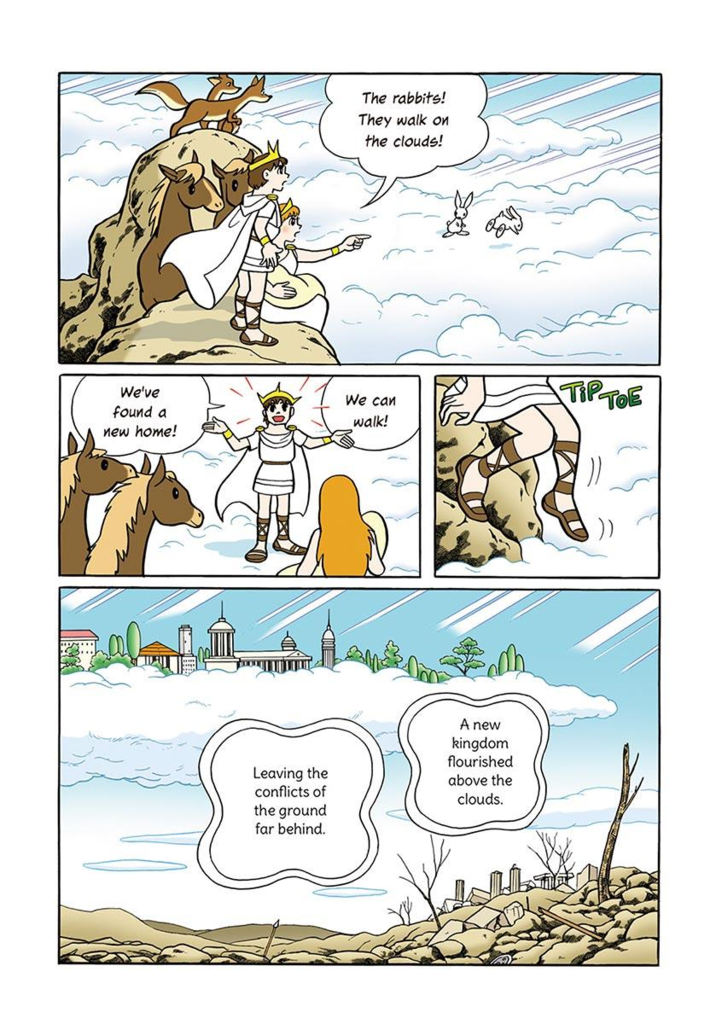 The rabbits!
They walk on
the clouds!
We've
found a
new home!
We can
walk!
TIP TOE
Leaving the
conflicts of
the ground
far behind.
A new
kingdom
flourished
above the
clouds.